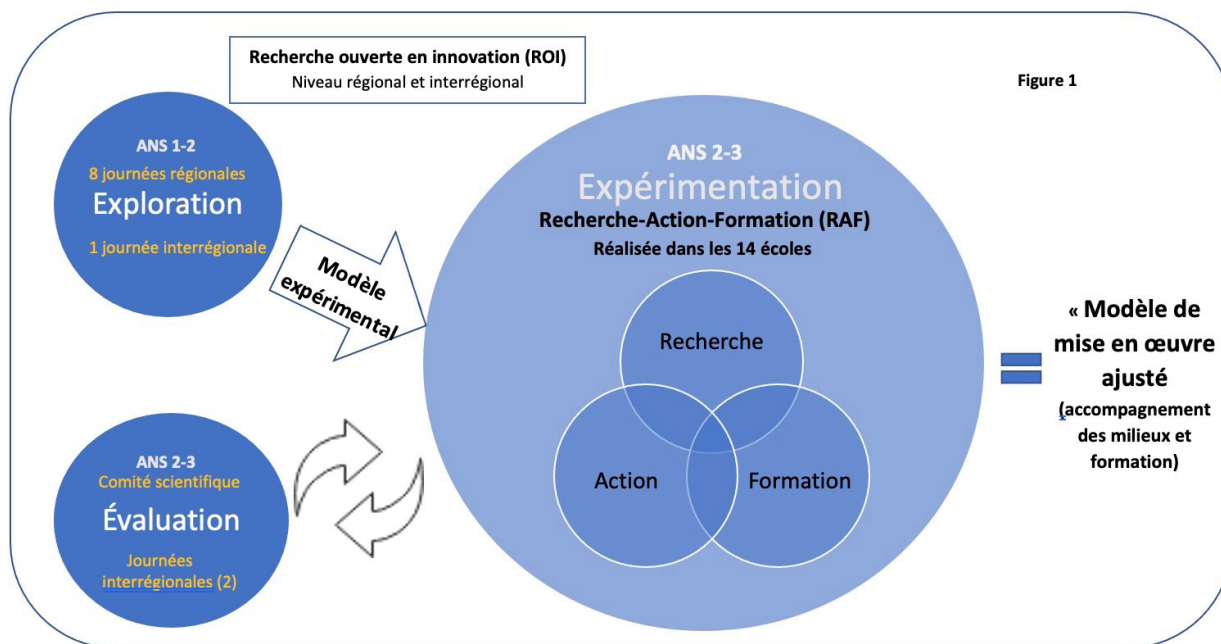 Recherche ouverte en innovation (ROI)
Niveau régional et interrégional
Figure 1
ANS 1-2
8 journées régionales
Exploration
1 journée interrégionale
Modèle
expérimental
ANS 2-3
Expérimentation
Recherche-Action-Formation (RAF)
Réalisée dans les 14 écoles
Recherche
Action
Formation
« Modèle de
mise en œuvre
ajusté
(accompagnement
des milieux et
formation)
ANS 2-3
Comité scientifique
Évaluation
Journées
interrégionales (2)